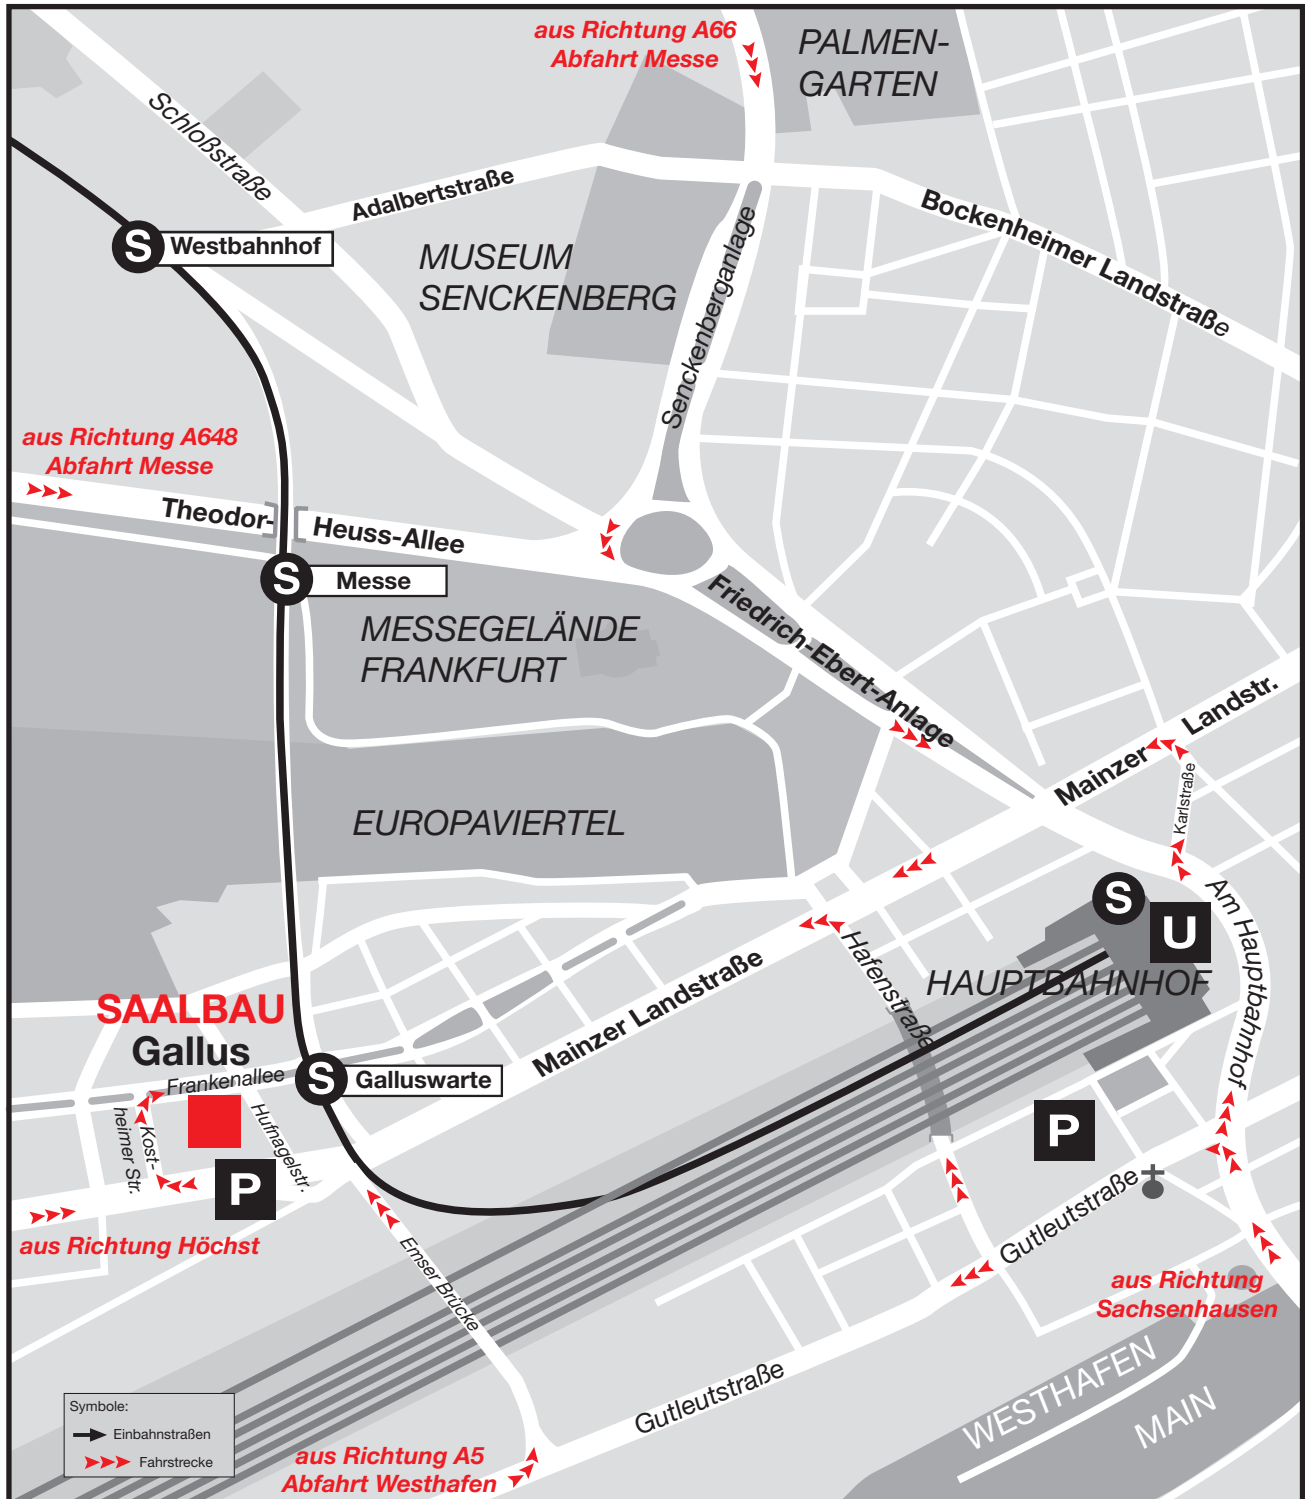 aus Richtung A66
Abfahrt Messe
PALMEN-
GARTEN
Schloßstraße
Adalbertstraße
Bockenheimer Landstraße
S
Westbahnhof
MUSEUM
SENCKENBERG
Senckenberganlage
aus Richtung A648
Abfahrt Messe
Theodor-
Heuss-Allee
S
Messe
Friedrich-Ebert-Anlage
MESSEGELÄNDE
FRANKFURT
Mainzer
Landstr.
Karlstraße
EUROPAVIERTEL
S
U
Am Hauptbahnhof
Hafenstraße
HAUPTBAHNHOF
Mainzer Landstraße
SAALBAU
Gallus
Frankenallee
S
Galluswarte
Kost-
heimer Str.
Hufnagelstr.
P
P
aus Richtung Höchst
Emser Brücke
Gutleutstraße
aus Richtung
Sachsenhausen
WESTHAFEN
MAIN
Gutleutstraße
Symbole:
Einbahnstraßen
Fahrstrecke
aus Richtung A5
Abfahrt Westhafen